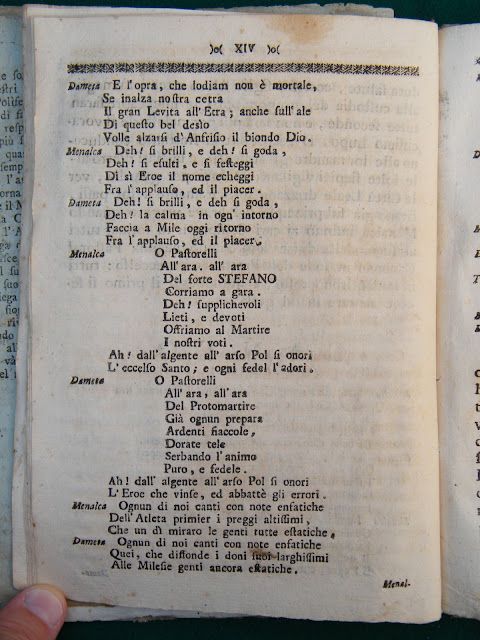 )o( XIV )o(
Dameta E l'opra, che lodiam non è mortale,
Se inalza nostra cetra
Il gran Levita all' Etra; anche sull' ale
Di questo bel desìo
Volle alzarsi d'Anfriso il biondo Dio.
Menalca Deh! si brilli, e deh! si goda,
Deh! si esulti, e si festeggi
Di sì Eroe il nome echeggi
Fra l'applauso, ed il piacer.
Dameta Deh! si brilli, e deh! si goda,
Deh! la calma in ogn' intorno
Faccia a Mile oggi ritorno
Fra l'applauso, ed il piacer.
Menalca O Pastorelli
All'ara, all' ara
Del forte STEFANO
Corriamo a gara.
Deh! supplichevoli
Lieti, e devoti
Offriamo al Martire
I nostri voti.
Ah! dall'algente all' arso Pol si onori
L'eccelso Santo; e ogni fedel l'adori.
Dameta O Pastorelli
All'ara, all'ara
Del Protomartire
Già ognun prepara
Ardenti fiaccole,
Dorate tele
Serbando l'animo
Puro, e fedele.
Ah! dall' algente all'arso Pol si onori
L'Eroe che vinse, ed abbattè gli errori.
Menalca Ognun di noi canti con note enfatiche
Dell'Atleta primier i preggi altissimi,
Che un dì miraro le genti tutte estatiche.
Dameta Ognun di noi canti con note enfatiche
Quei, che diffonde i doni suoi larghissimi
Alle Milesie genti ancora estatiche.
Menal-